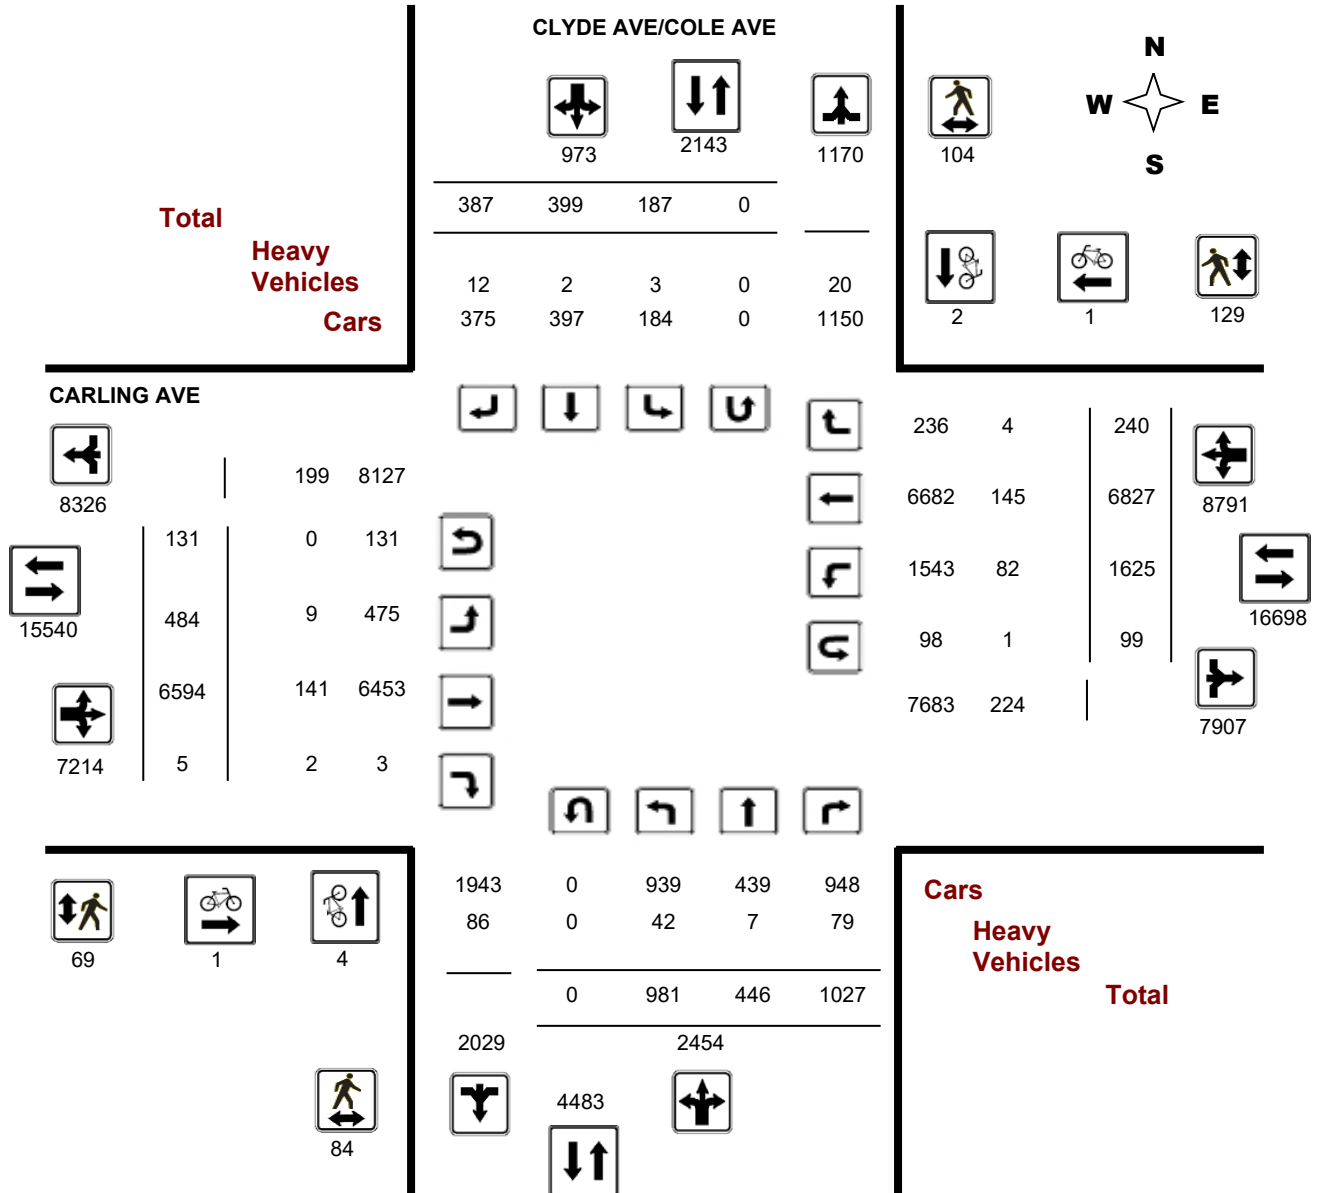 CLYDE AVE/COLE AVE
N
W E
S
973 2143 1170 104
387 399 187 0
Total
Heavy
Vehicles
12 2 3 0 20
Cars
375 397 184 0 1150
2 1 129
CARLING AVE
236 4 240
199 8127
8326
6682 145 6827 8791
131 0 131
1543 82 1625
484 9 475
15540
16698
98 1 99
6594 141 6453
7683 224
7907
7214 5 2 3
1943 0 939 439 948
Cars
86 0 42 7 79
Heavy
Vehicles
69 1 4
0 981 446 1027
Total
2029 2454
4483
84